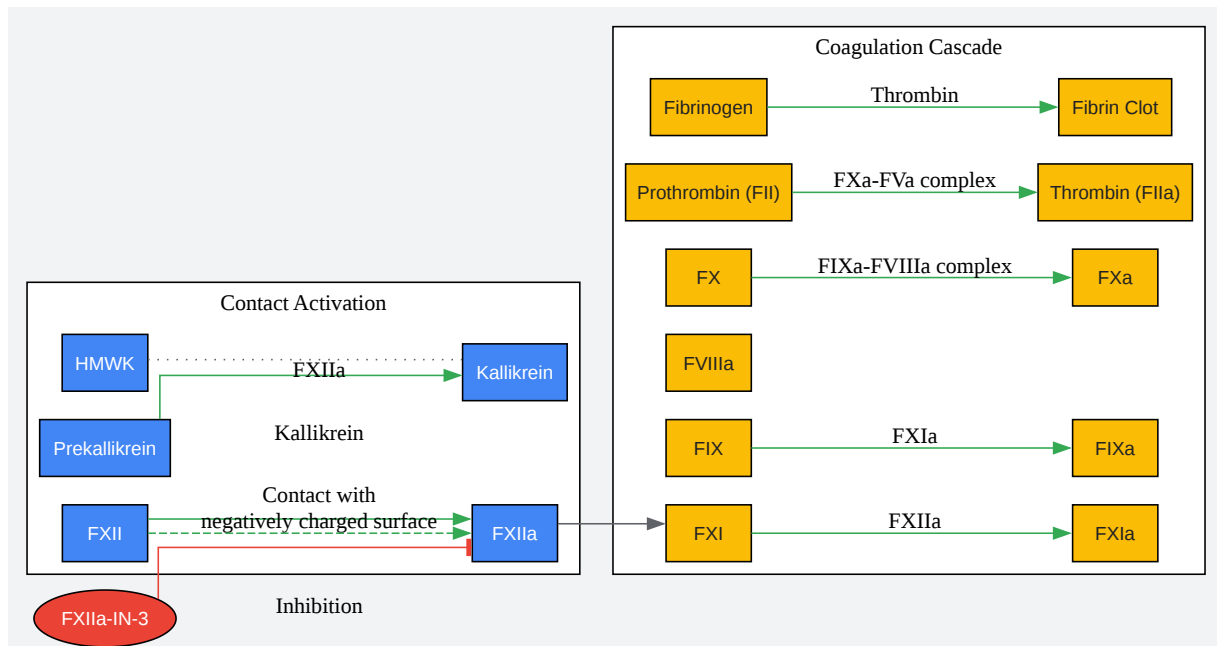 Coagulation Cascade
Fibrinogen
Thrombin
Fibrin Clot
Prothrombin (FII)
FXa-FVa complex
Thrombin (FIIa)
FX
FIXa-FVIIIa complex
FXa
FVIIIa
FIX
FXIa
FIXa
FXI
FXIIa
FXIa
Contact Activation
HMWK
FXIIa
Kallikrein
Prekallikrein
Kallikrein
FXII
Contact with
negatively charged surface
FXIIa
FXIIa-IN-3
Inhibition